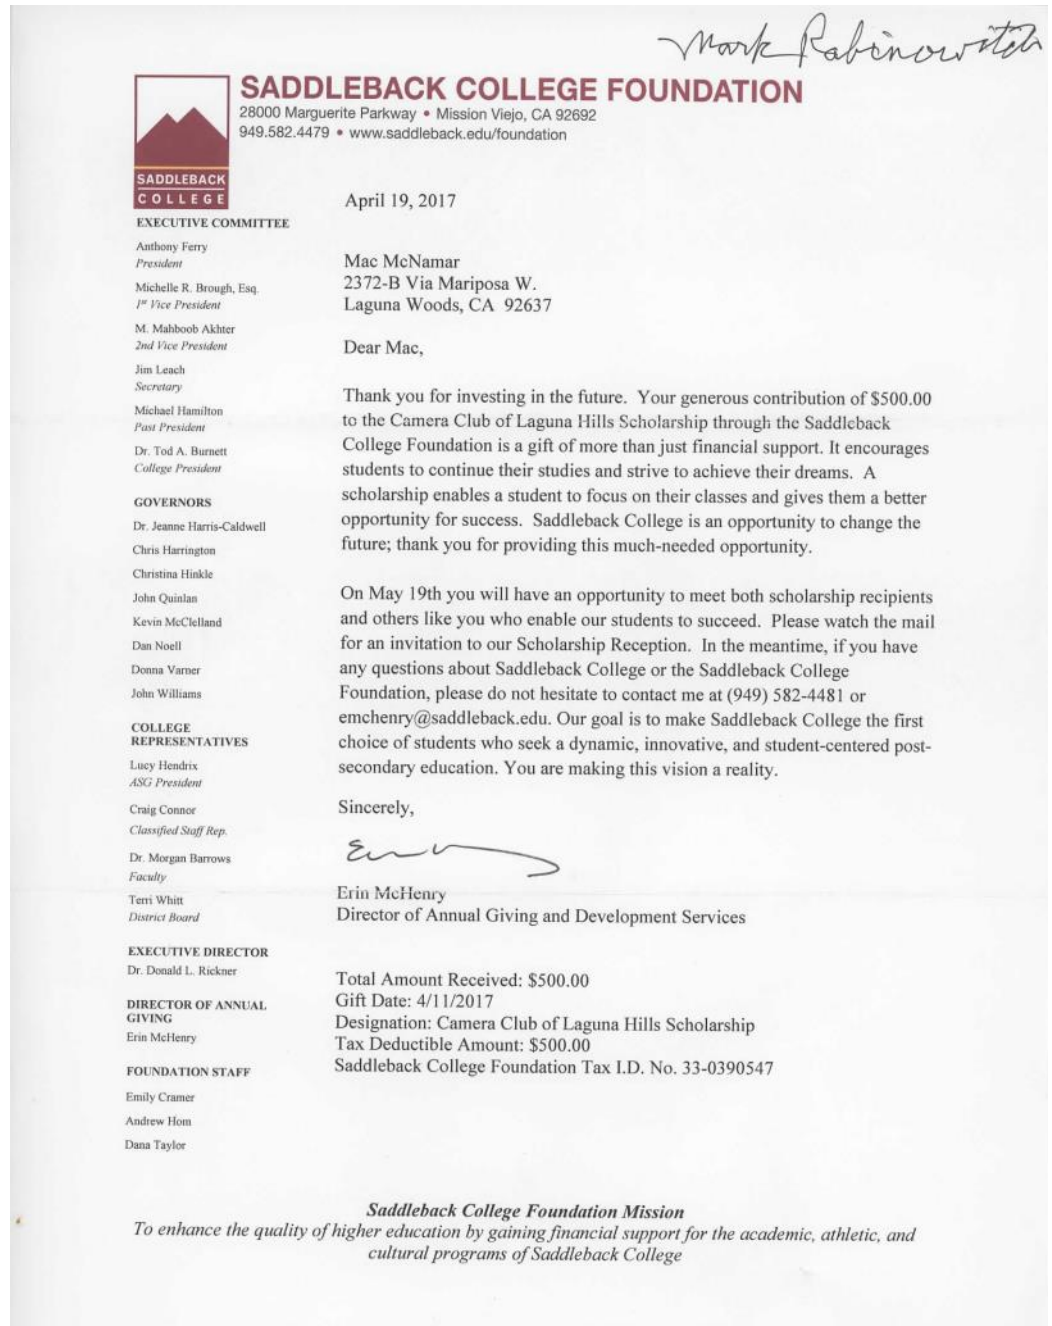 Mark Rabinowitch
SADDLEBACK COLLEGE FOUNDATION
28000 Marguerite Parkway • Mission Viejo, CA 92692
949.582.4479 • www.saddleback.edu/foundation
SADDLEBACK
COLLEGE
EXECUTIVE COMMITTEE
Anthony Ferry
President
Michelle R. Brough, Esq.
1st Vice President
M. Mahboob Akhter
2nd Vice President
Jim Leach
Secretary
Michael Hamilton
Past President
Dr. Tod A. Burnett
College President
GOVERNORS
Dr. Jeanne Harris-Caldwell
Chris Harrington
Christina Hinkle
John Quinlan
Kevin McClelland
Dan Noell
Donna Varner
John Williams
COLLEGE
REPRESENTATIVES
Lucy Hendrix
ASG President
Craig Connor
Classified Staff Rep.
Dr. Morgan Barrows
Faculty
Terri Whitt
District Board
EXECUTIVE DIRECTOR
Dr. Donald L. Rickner
DIRECTOR OF ANNUAL
GIVING
Erin McHenry
FOUNDATION STAFF
Emily Cramer
Andrew Hom
Dana Taylor
April 19, 2017
Mac McNamar
2372-B Via Mariposa W.
Laguna Woods, CA 92637
Dear Mac,
Thank you for investing in the future. Your generous contribution of $500.00
to the Camera Club of Laguna Hills Scholarship through the Saddleback
College Foundation is a gift of more than just financial support. It encourages
students to continue their studies and strive to achieve their dreams. A
scholarship enables a student to focus on their classes and gives them a better
opportunity for success. Saddleback College is an opportunity to change the
future; thank you for providing this much-needed opportunity.
On May 19th you will have an opportunity to meet both scholarship recipients
and others like you who enable our students to succeed. Please watch the mail
for an invitation to our Scholarship Reception. In the meantime, if you have
any questions about Saddleback College or the Saddleback College
Foundation, please do not hesitate to contact me at (949) 582-4481 or
emchenry@saddleback.edu. Our goal is to make Saddleback College the first
choice of students who seek a dynamic, innovative, and student-centered post-
secondary education. You are making this vision a reality.
Sincerely,
Erin McHenry
Director of Annual Giving and Development Services
Total Amount Received: $500.00
Gift Date: 4/11/2017
Designation: Camera Club of Laguna Hills Scholarship
Tax Deductible Amount: $500.00
Saddleback College Foundation Tax I.D. No. 33-0390547
Saddleback College Foundation Mission
To enhance the quality of higher education by gaining financial support for the academic, athletic, and
cultural programs of Saddleback College